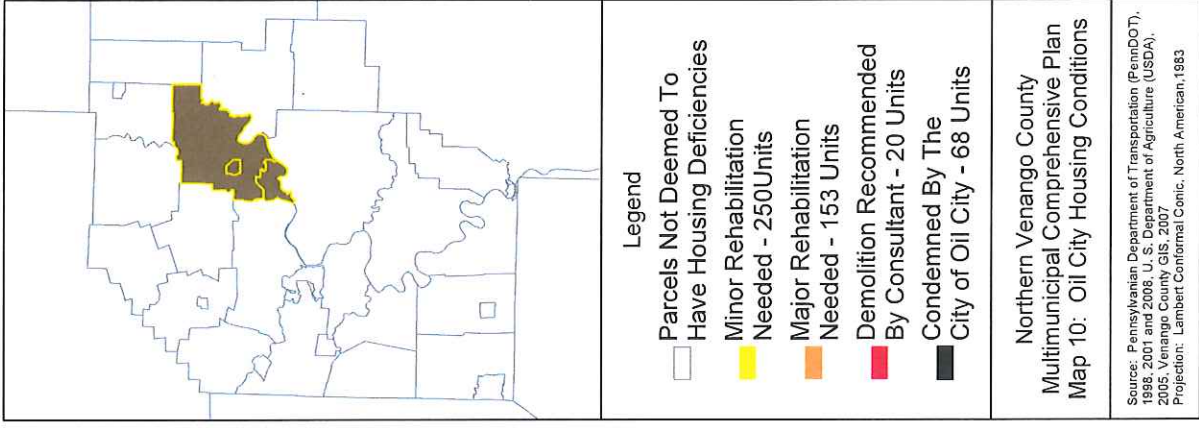 Legend
Parcels Not Deemed To
Have Housing Deficiencies
Minor Rehabilitation
Needed - 250Units
Major Rehabilitation
Needed - 153 Units
Demolition Recommended
By Consultant - 20 Units
Condemned By The
City of Oil City - 68 Units
Northern Venango County
Multimunicipal Comprehensive Plan
Map 10: Oil City Housing Conditions
Source: Pennsylvanian Department of Transportation (PennDOT),
1998, 2001 and 2008, U. S. Department of Agriculture (USDA),
2005, Venango County GIS, 2007
Projection: Lambert Conformal Conic, North American,1983